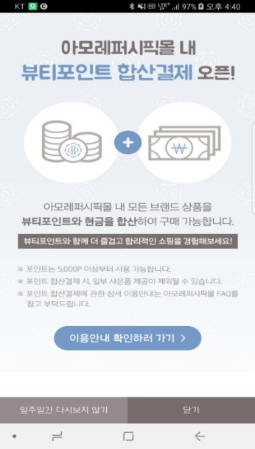 KT 97% 오후 4:40
아모레퍼시픽몰 내
뷰티포인트 합산결제 오픈!
아모레퍼시픽몰 내 모든 브랜드 상품을
뷰티포인트와 현금을 합산하여 구매 가능합니다.
뷰티포인트와 함께 더 즐겁고 합리적인 쇼핑을 경험해보세요!
※ 포인트는 5,000P 이상부터 사용 가능합니다.
※ 포인트 합산결제 시, 일부 사은품 제공이 제외될 수 있습니다.
※ 포인트 합산결제에 관한 상세 이용안내는 아모레퍼시픽몰 FAQ를
참고 부탁드립니다.
이용안내 확인하러 가기 >
일주일간 다시보지 않기 닫기